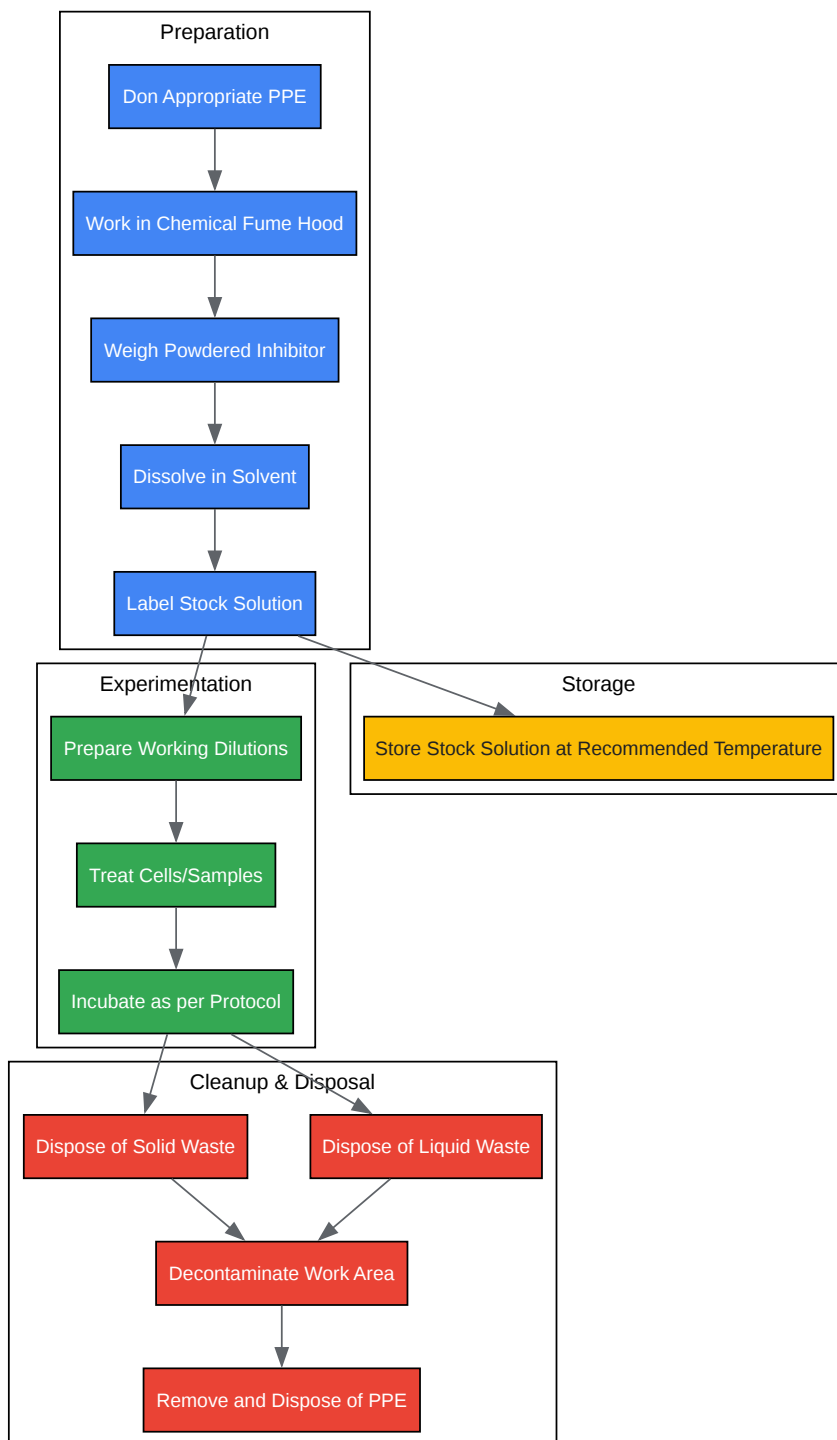 Preparation
Don Appropriate PPE
Work in Chemical Fume Hood
Weigh Powdered Inhibitor
Dissolve in Solvent
Label Stock Solution
Experimentation
Prepare Working Dilutions
Treat Cells/Samples
Incubate as per Protocol
Storage
Store Stock Solution at Recommended Temperature
Cleanup & Disposal
Dispose of Solid Waste
Dispose of Liquid Waste
Decontaminate Work Area
Remove and Dispose of PPE